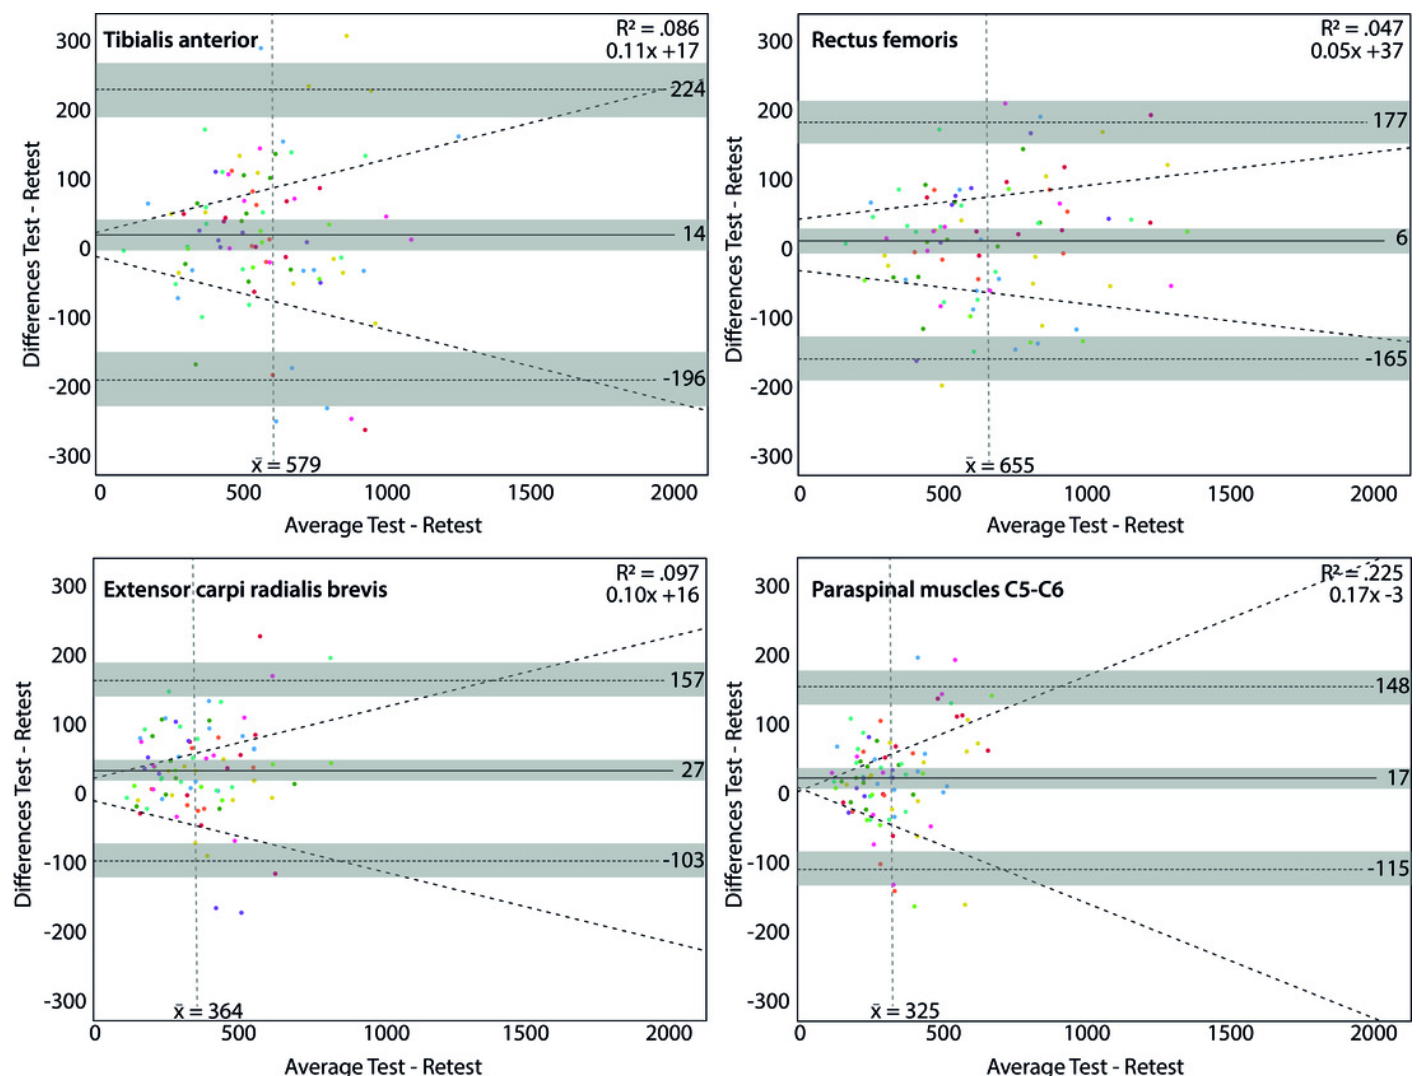 Tibialis anterior
R² = .086
0.11x +17
300
200
100
0
-100
-200
-300
Differences Test - Retest
224
14
-196
x̄ = 579
0 500 1000 1500 2000
Average Test - Retest
Rectus femoris
R² = .047
0.05x +37
300
200
100
0
-100
-200
-300
Differences Test - Retest
177
6
-165
x̄ = 655
0 500 1000 1500 2000
Average Test - Retest
Extensor carpi radialis brevis
R² = .097
0.10x +16
300
200
100
0
-100
-200
-300
Differences Test - Retest
157
27
-103
x̄ = 364
0 500 1000 1500 2000
Average Test - Retest
Paraspinal muscles C5-C6
R² = .225
0.17x -3
300
200
100
0
-100
-200
-300
Differences Test - Retest
148
17
-115
x̄ = 325
0 500 1000 1500 2000
Average Test - Retest